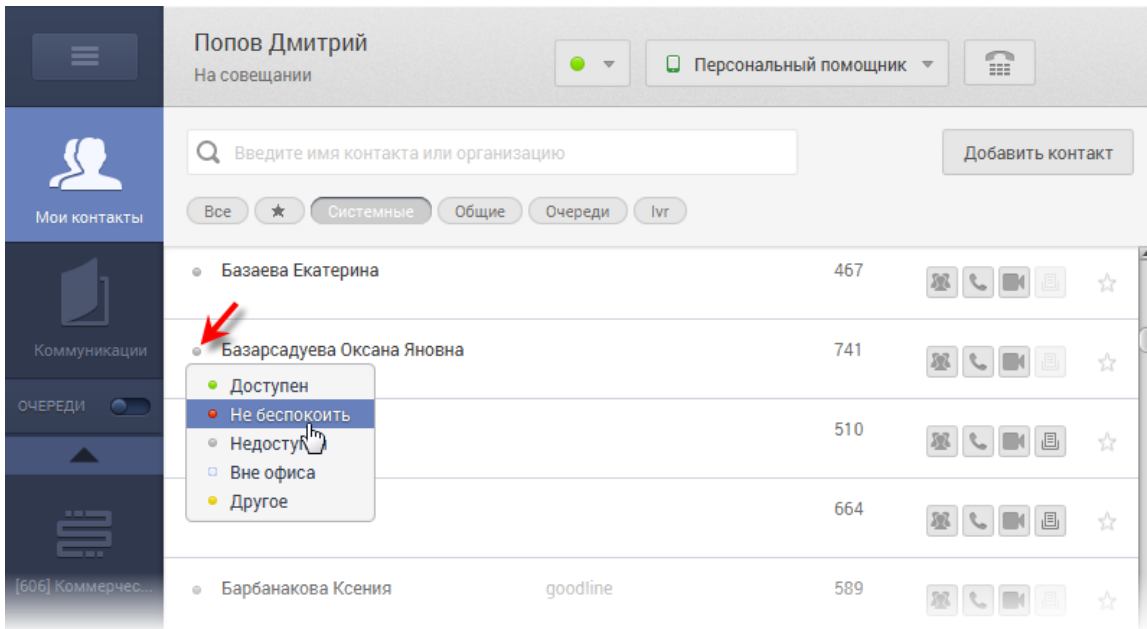 Попов Дмитрий
На совещании
Персональный помощник
Мои контакты
Введите имя контакта или организацию
Добавить контакт
Все
Системные
Общие
Очереди
Ivr
Базаева Екатерина 467
Коммуникации
Базарсадуева Оксана Яновна 741
ОЧЕРЕДИ
Доступен
Не беспокоить
510
Вне офиса
Другое
664
[606] Коммерчес...
Барбанакова Ксения goodline 589